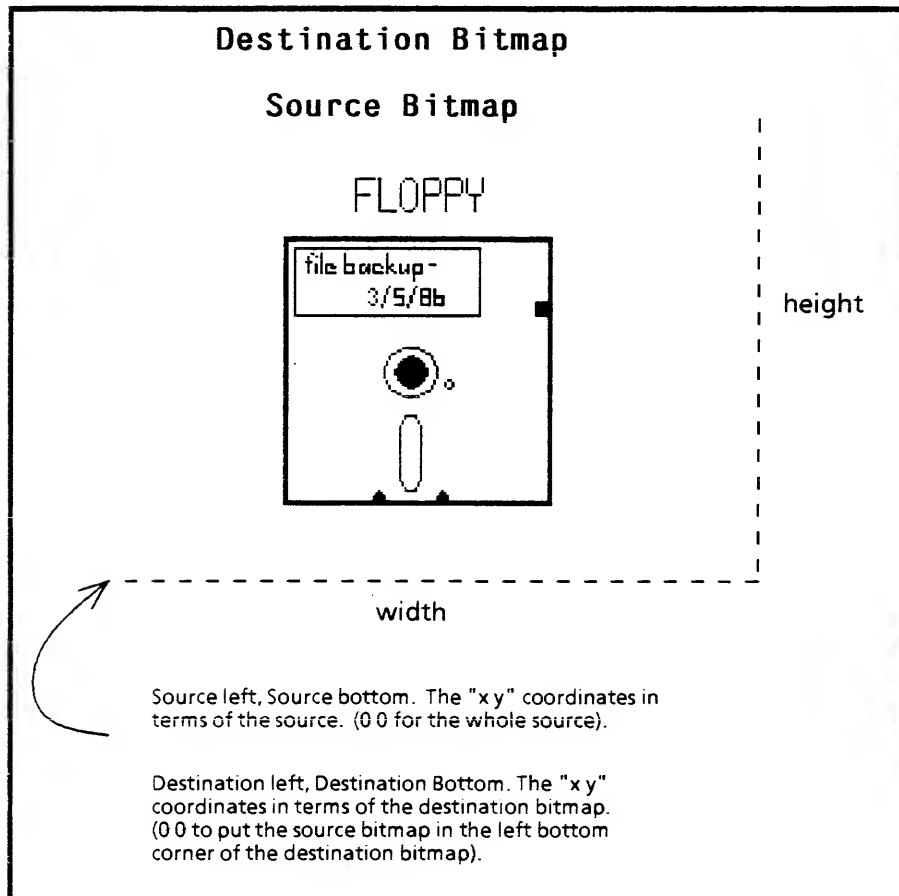 Destination Bitmap
Source Bitmap
FLOPPY
file backup-
3/5/86
height
width
Source left, Source bottom. The "x y" coordinates in
terms of the source. (0 0 for the whole source).
Destination left, Destination Bottom. The "x y"
coordinates in terms of the destination bitmap.
(0 0 to put the source bitmap in the left bottom
corner of the destination bitmap).